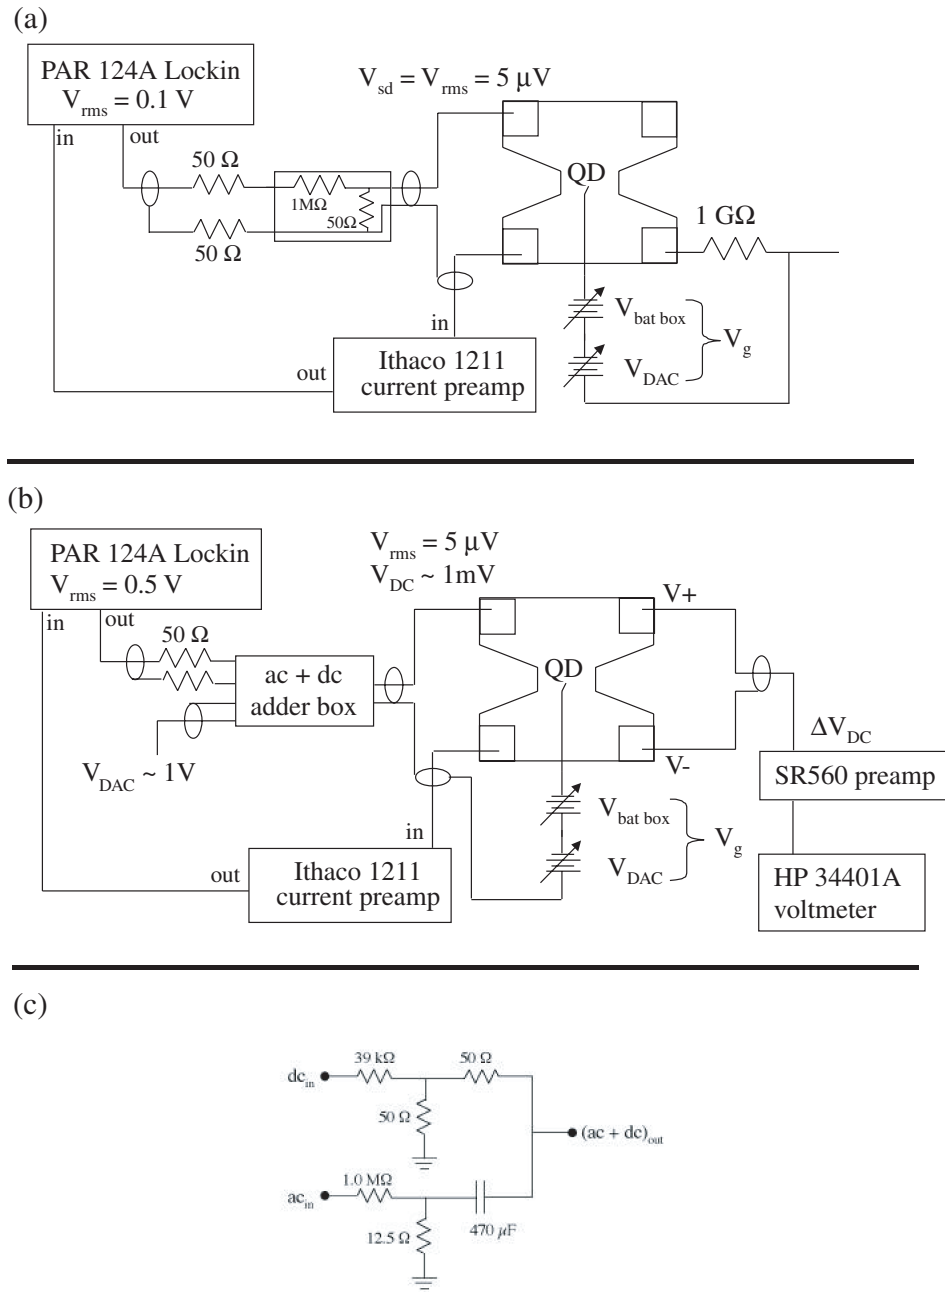 (a)
PAR 124A Lockin
V_rms = 0.1 V
in
out
V_sd = V_rms = 5 μV
50 Ω
1MΩ
50Ω
50 Ω
QD
1 GΩ
V_bat box
V_DAC
V_g
in
out
Ithaco 1211
current preamp
(b)
PAR 124A Lockin
V_rms = 0.5 V
in
out
V_rms = 5 μV
V_DC ~ 1mV
50 Ω
ac + dc
adder box
V_DAC ~ 1V
QD
V+
V-
ΔV_DC
SR560 preamp
HP 34401A
voltmeter
V_bat box
V_DAC
V_g
in
out
Ithaco 1211
current preamp
(c)
39 kΩ
50 Ω
dc_in
50 Ω
(ac + dc)_out
1.0 MΩ
ac_in
470 μF
12.5 Ω